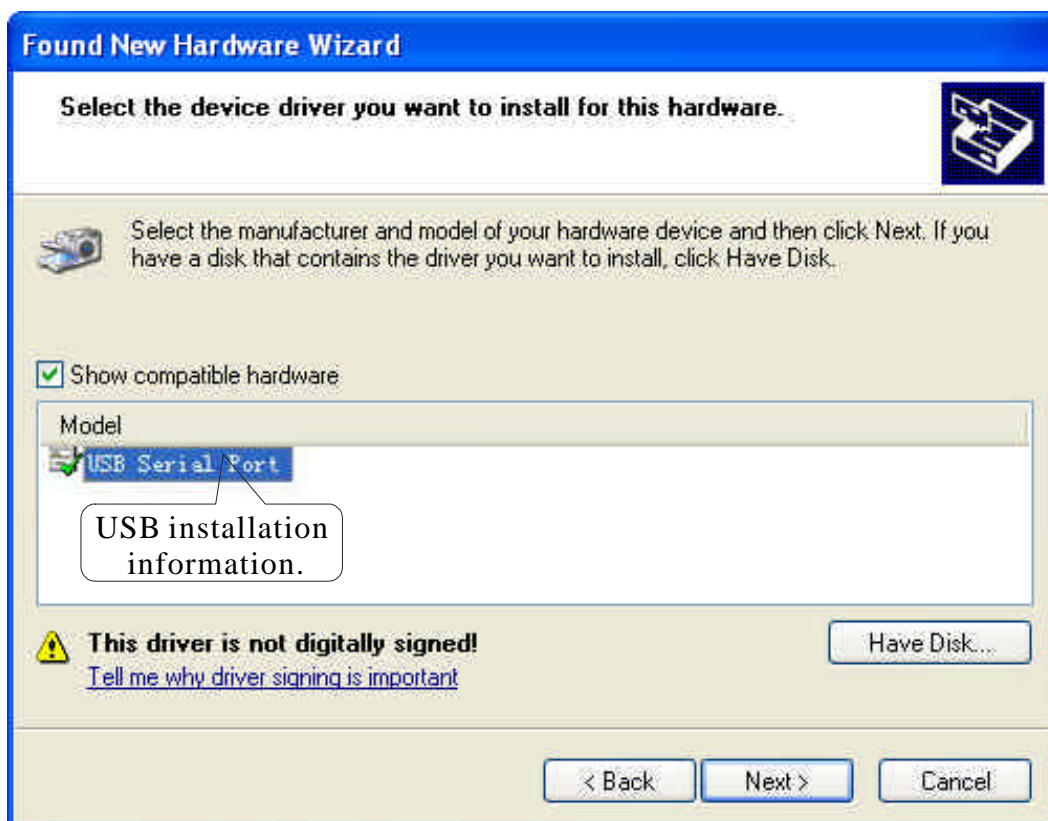 Found New Hardware Wizard
Select the device driver you want to install for this hardware.
Select the manufacturer and model of your hardware device and then click Next. If you
have a disk that contains the driver you want to install, click Have Disk.
Show compatible hardware
Model
USB Serial Port
USB installation
information.
This driver is not digitally signed!
Have Disk...
Tell me why driver signing is important
< Back
Next >
Cancel